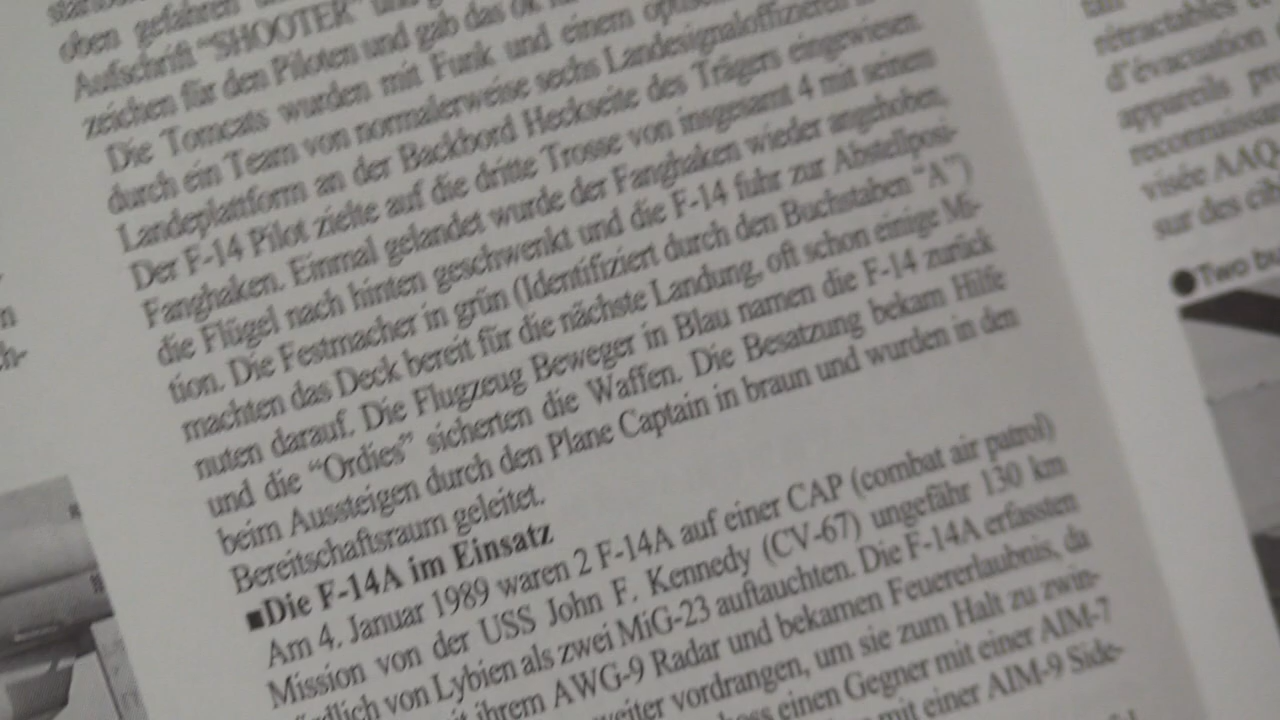 oben gefahren
Aufschrift “SHOOTER” und gab das ok
zeichen für den Piloten und
Die Tomcats wurden mit Funk und einem
durch ein Team von normalerweise sechs Landesignaloffizieren
Landeplattform an der Backbord Heckseite des Trägers eingewiesen
Der F-14 Pilot zielte auf die dritte Trosse von insgesamt 4 mit seinem
Fanghaken. Einmal gelandet wurde der Fanghaken wieder angehoben,
die Flügel nach hinten geschwenkt und die F-14 fuhr zur Abstellposi-
tion. Die Festmacher in grün (Identifiziert durch den Buchstaben “A”)
machten das Deck bereit für die nächste Landung, oft schon einige Mi-
nuten darauf. Die Flugzeug Beweger in Blau namen die F-14 zurück
und die “Ordies” sicherten die Waffen. Die Besatzung bekam Hilfe
beim Aussteigen durch den Plane Captain in braun und wurden in den
Bereitschaftsraum geleitet.
■Die F-14A im Einsatz
Am 4. Januar 1989 waren 2 F-14A auf einer CAP (combat air patrol)
Mission von der USS John F. Kennedy (CV-67) ungefähr 130 km
von Lybien als zwei MiG-23 auftauchten. Die F-14A erfassten
ihrem AWG-9 Radar und bekamen Feuererlaubnis, da
weiter vordrangen, um sie zum Halt zu zwin-
einen Gegner mit einer AIM-7
mit einer AIM-9 Side-
rétractables
d’évacuation
appareils
visée AAQ-
sur des
●Two